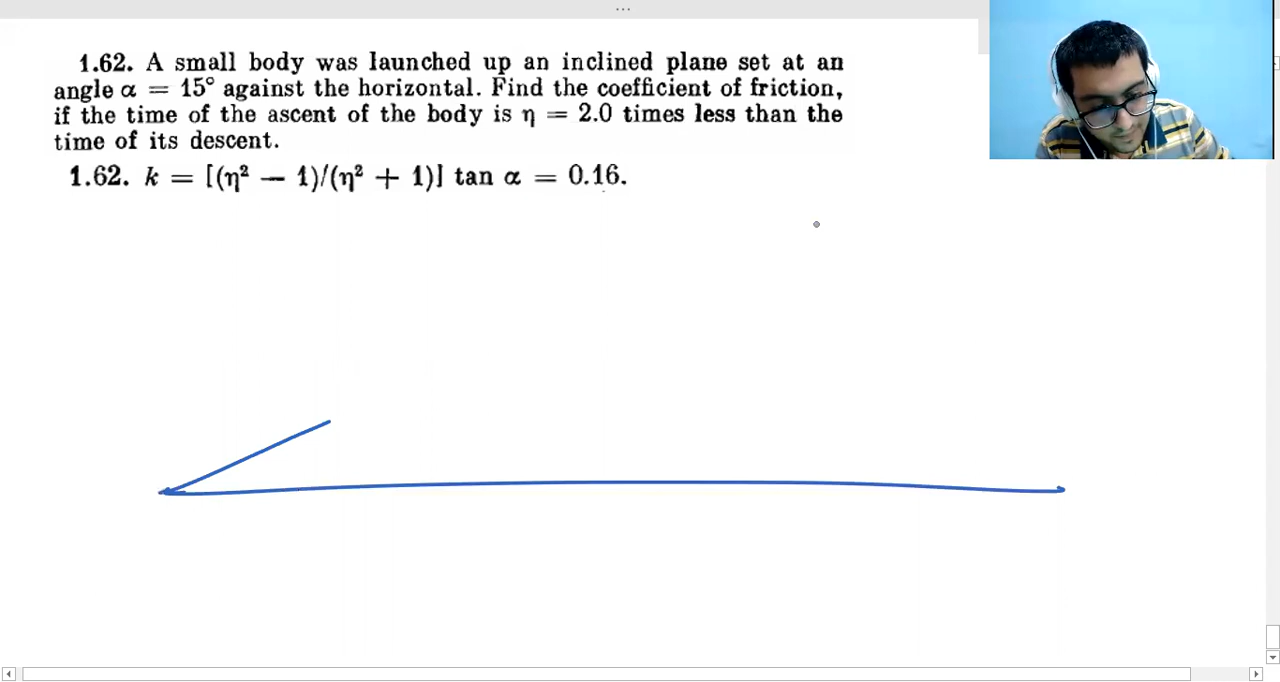 1.62. A small body was launched up an inclined plane set at an
angle α = 15° against the horizontal. Find the coefficient of friction,
if the time of the ascent of the body is η = 2.0 times less than the
time of its descent.
1.62. k = [(η² − 1)/(η² + 1)] tan α = 0.16.